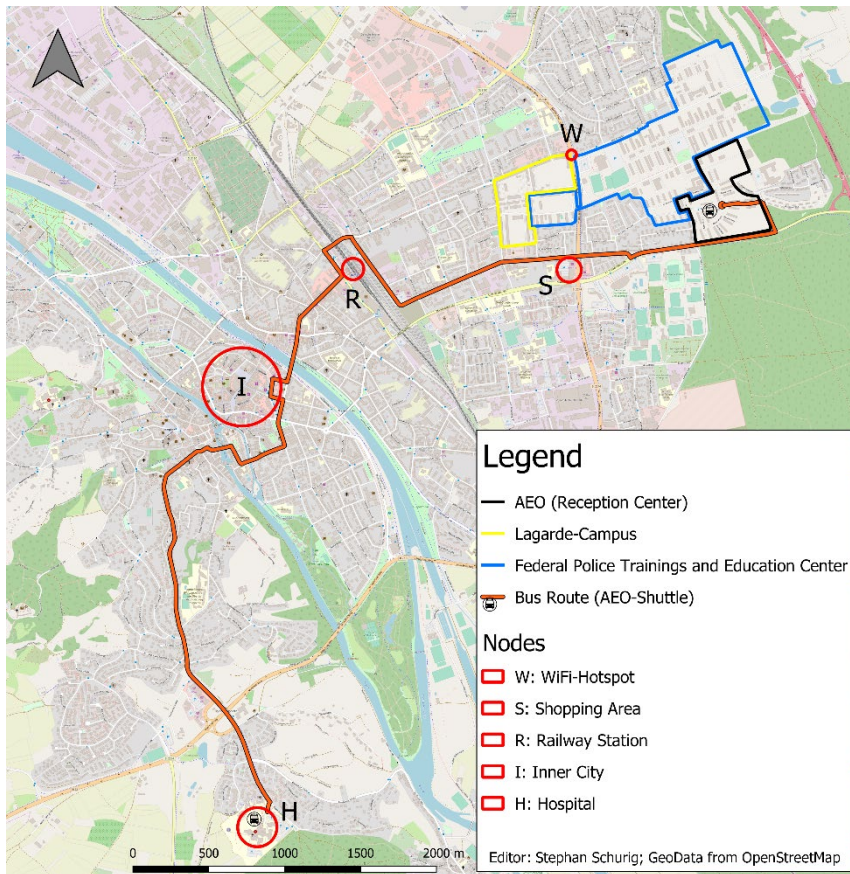 W
R
S
I
H
Legend
AEO (Reception Center)
Lagarde-Campus
Federal Police Trainings and Education Center
Bus Route (AEO-Shuttle)
Nodes
W: WiFi-Hotspot
S: Shopping Area
R: Railway Station
I: Inner City
H: Hospital
0 500 1000 1500 2000 m
Editor: Stephan Schurig; GeoData from OpenStreetMap